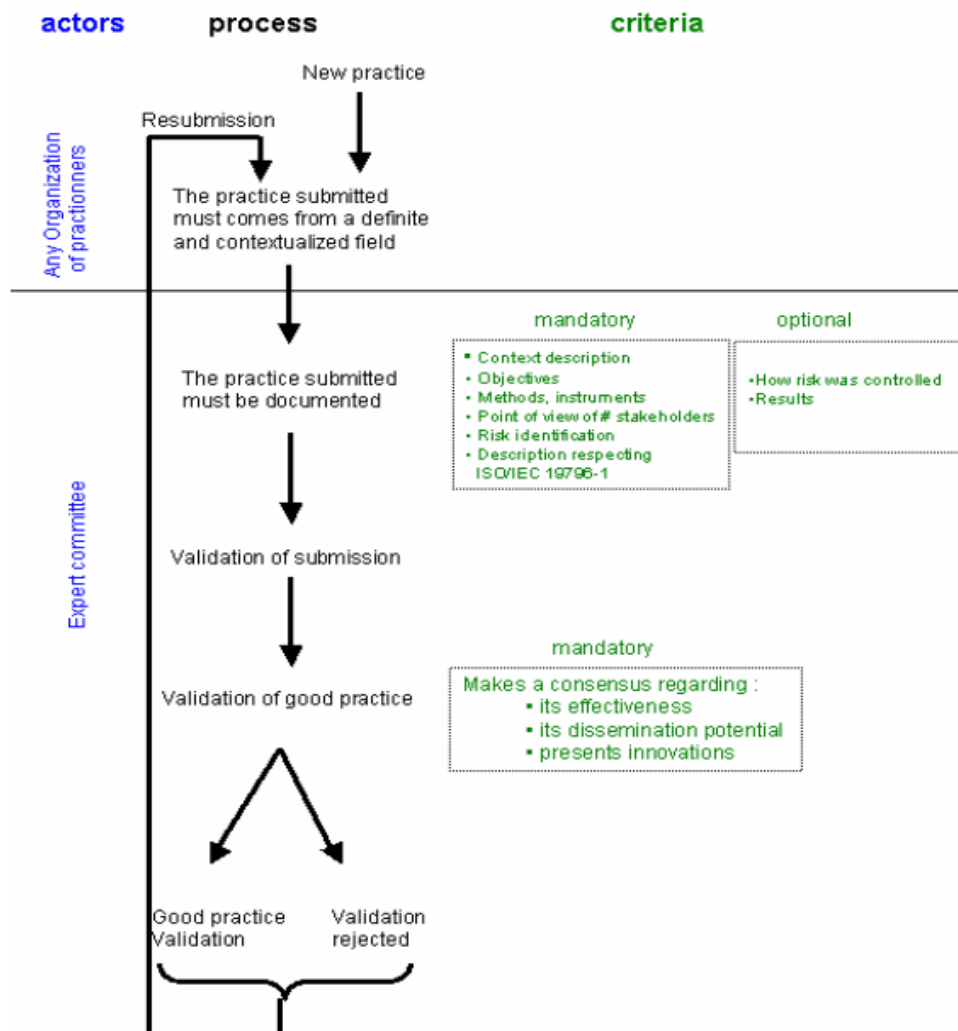 actors process criteria
New practice
Resubmission
Any Organization
of practionners
The practice submitted
must comes from a definite
and contextualized field
mandatory optional
The practice submitted
must be documented
▪ Context description
• Objectives
• Methods, instruments
• Point of view of # stakeholders
• Risk identification
• Description respecting
ISO/IEC 19796-1
•How risk was controlled
•Results
Expert committee
Validation of submission
Validation of good practice
mandatory
Makes a consensus regarding :
▪ its effectiveness
▪ its dissemination potential
▪ presents innovations
Good practice
Validation
Validation
rejected